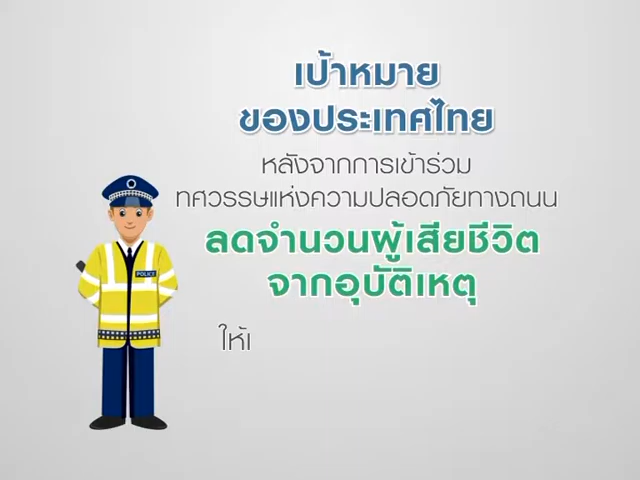 เป้าหมาย
ของประเทศไทย
หลังจากการเข้าร่วม
ทศวรรษแห่งความปลอดภัยทางถนน
ลดจำนวนผู้เสียชีวิต
จากอุบัติเหตุ
ให้เ
POLICE